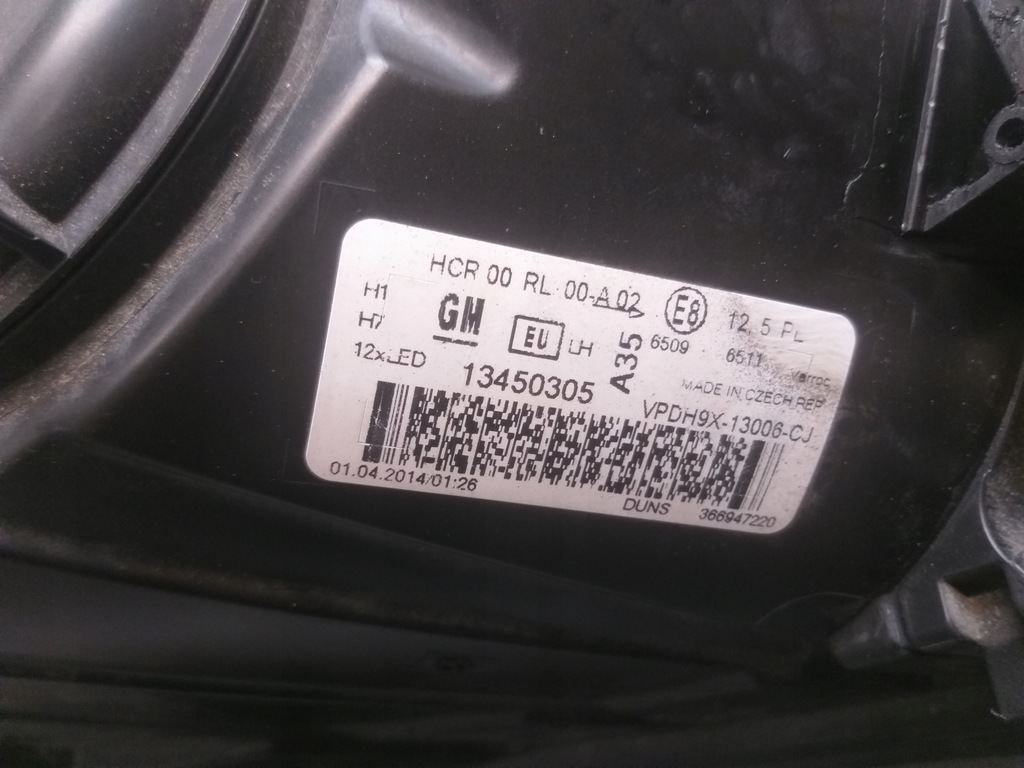 HCR 00 RL 00-A 02 E8 12, 5 PL
H1 GM EU LH A35 6509 6511
H7
12xLED 13450305 MADE IN CZECH REP
VPDH9X-13006-CJ
01.04.2014/01:26 DUNS 366947220